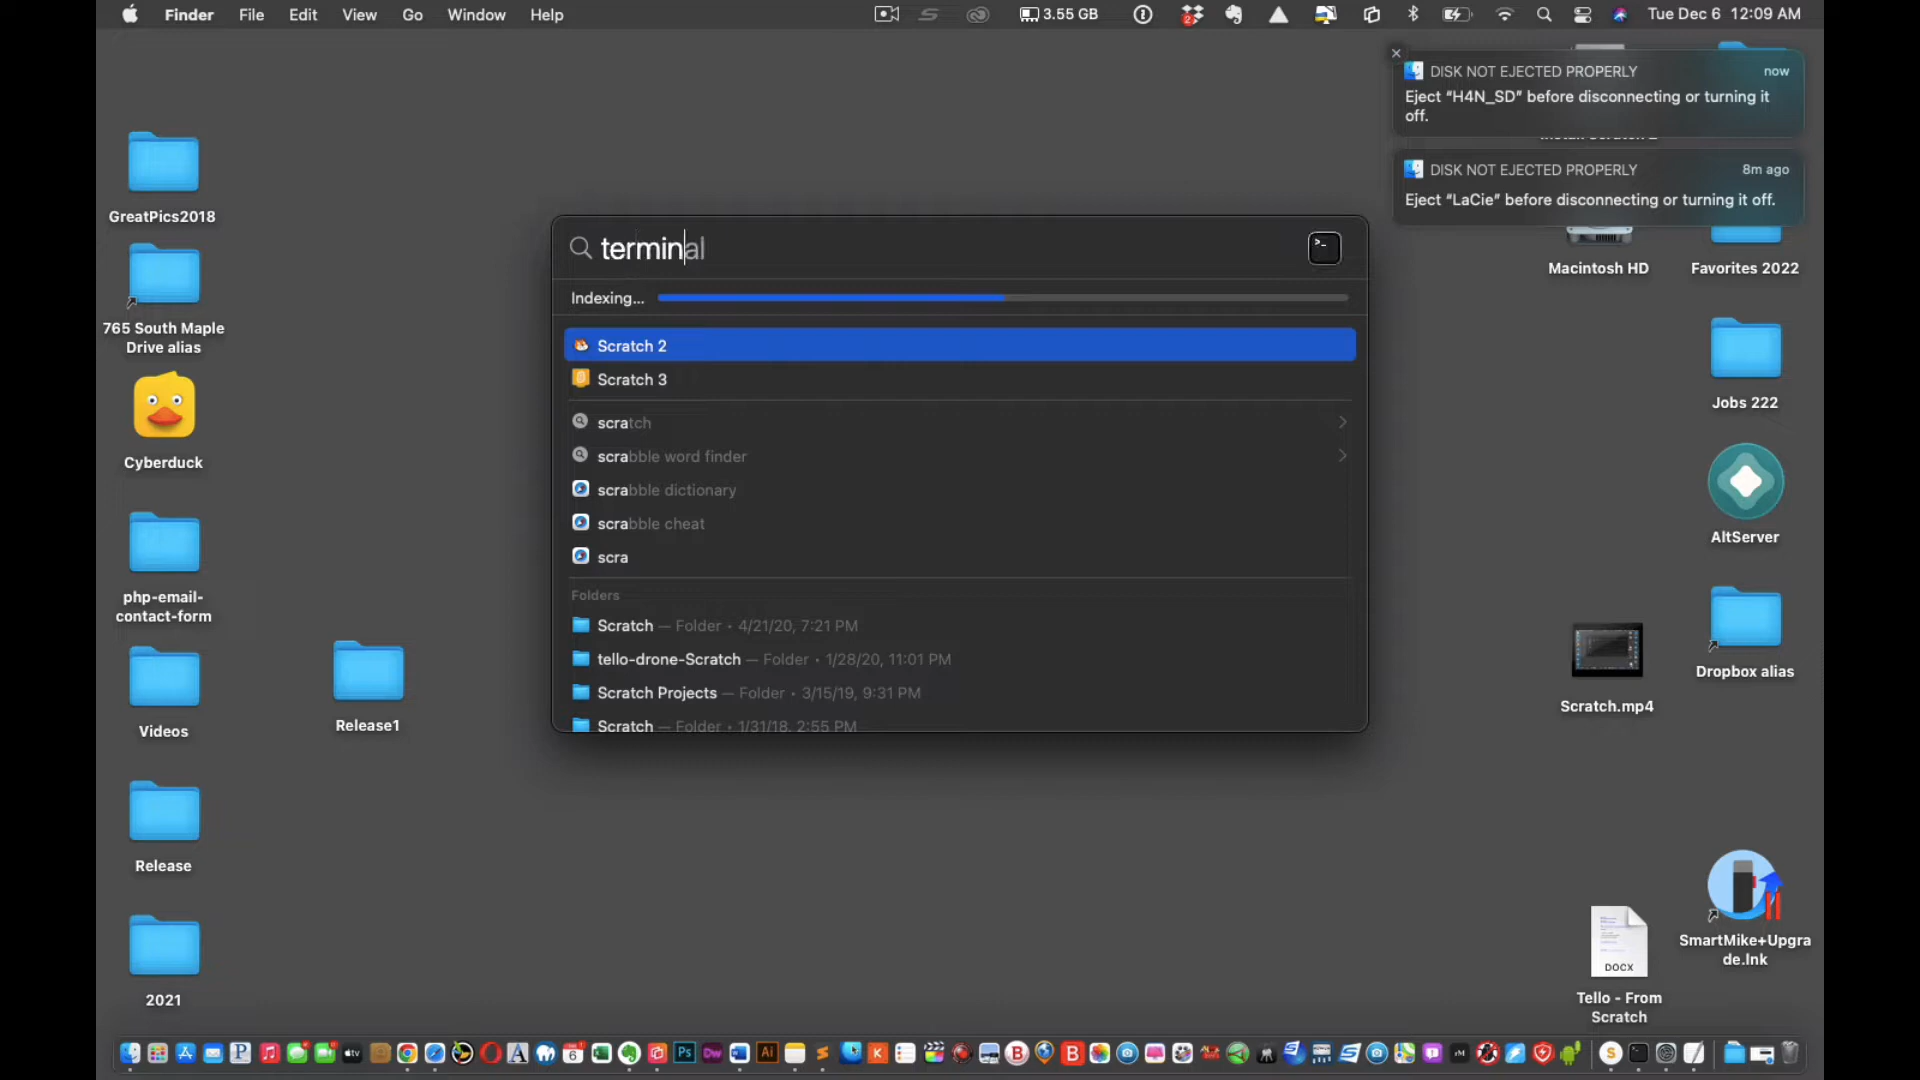 Finder File Edit View Go Window Help 3.55 GB Tue Dec 6 12:09 AM
DISK NOT EJECTED PROPERLY now
Eject “H4N_SD” before disconnecting or turning it
off.
DISK NOT EJECTED PROPERLY 8m ago
Eject “LaCie” before disconnecting or turning it off.
GreatPics2018
765 South Maple
Drive alias
Cyberduck
php-email-
contact-form
Videos
Release
2021
Release1
terminal
Indexing...
Scratch 2
Scratch 3
scratch
scrabble word finder
scrabble dictionary
scrabble cheat
scra
Folders
Scratch — Folder • 4/21/20, 7:21 PM
tello-drone-Scratch — Folder • 1/28/20, 11:01 PM
Scratch Projects — Folder • 3/15/19, 9:31 PM
Scratch — Folder • 1/31/18, 2:55 PM
Macintosh HD
Favorites 2022
Jobs 222
AltServer
Scratch.mp4
Dropbox alias
SmartMike+Upgra
de.lnk
DOCX
Tello - From
Scratch